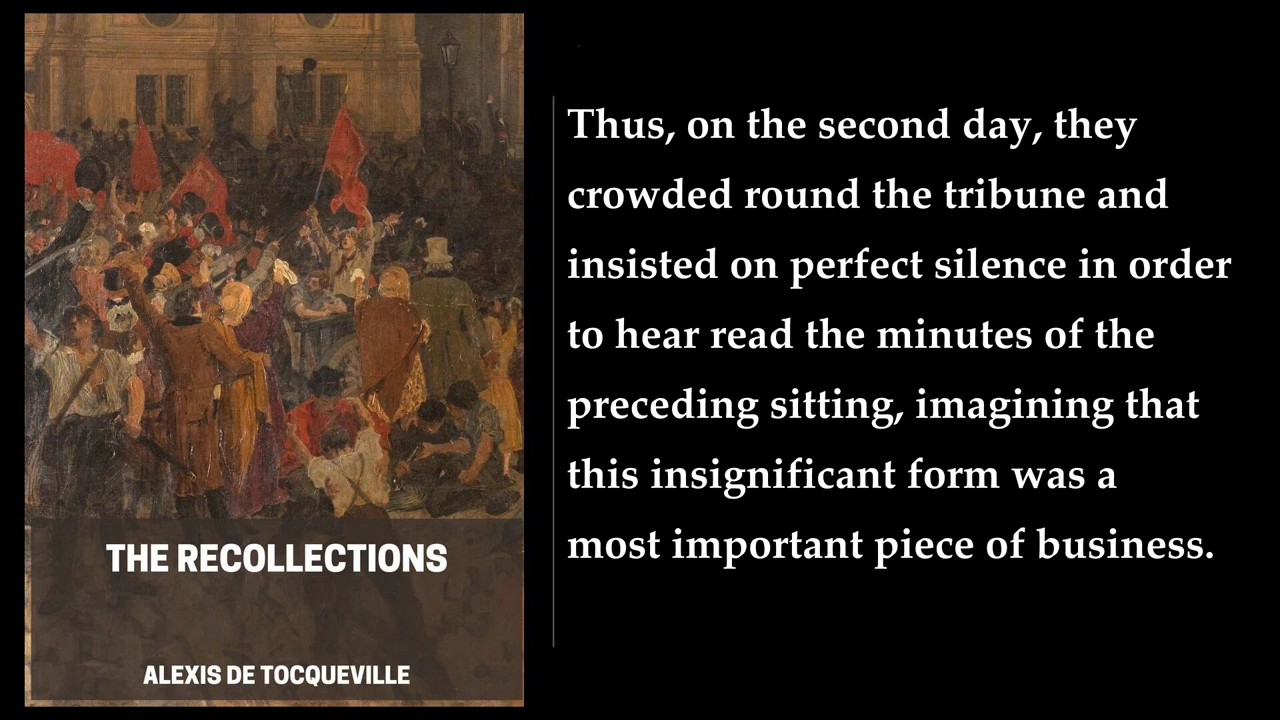 THE RECOLLECTIONS
ALEXIS DE TOCQUEVILLE
Thus, on the second day, they
crowded round the tribune and
insisted on perfect silence in order
to hear read the minutes of the
preceding sitting, imagining that
this insignificant form was a
most important piece of business.